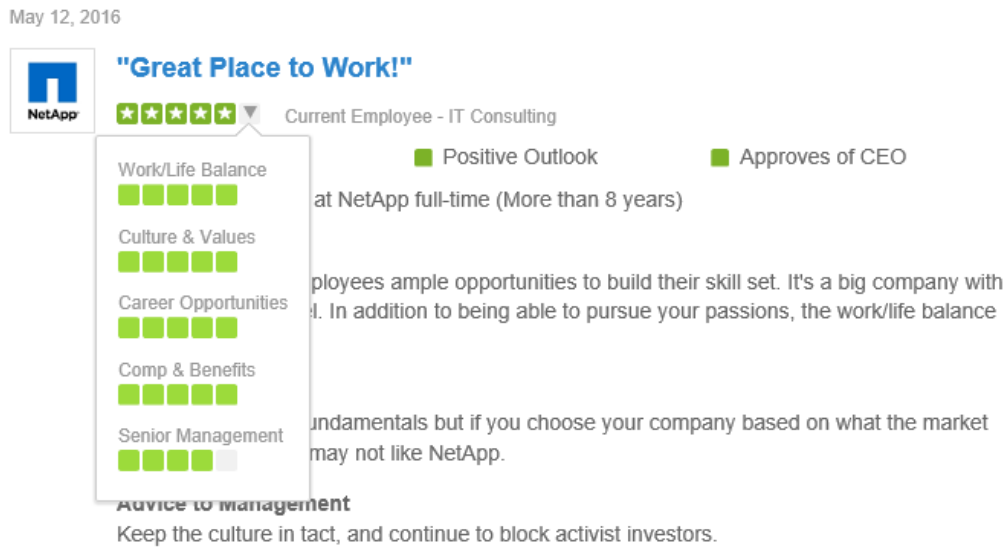 May 12, 2016
NetApp
"Great Place to Work!"
Current Employee - IT Consulting
Positive Outlook
Approves of CEO
at NetApp full-time (More than 8 years)
Work/Life Balance
Culture & Values
Career Opportunities
Comp & Benefits
Senior Management
ployees ample opportunities to build their skill set. It's a big company with
l. In addition to being able to pursue your passions, the work/life balance
undamentals but if you choose your company based on what the market
may not like NetApp.
Advice to Management
Keep the culture in tact, and continue to block activist investors.